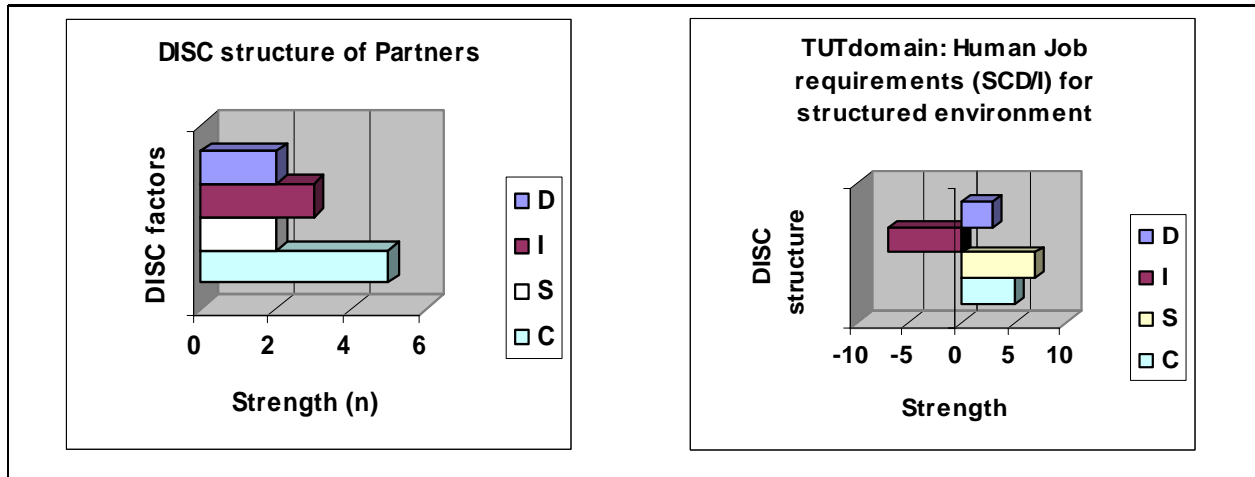 DISC structure of Partners
DISC factors
D
I
S
C
0 2 4 6
Strength (n)
TUTdomain: Human Job
requirements (SCD/I) for
structured environment
DISC
structure
D
I
S
C
-10 -5 0 5 10
Strength